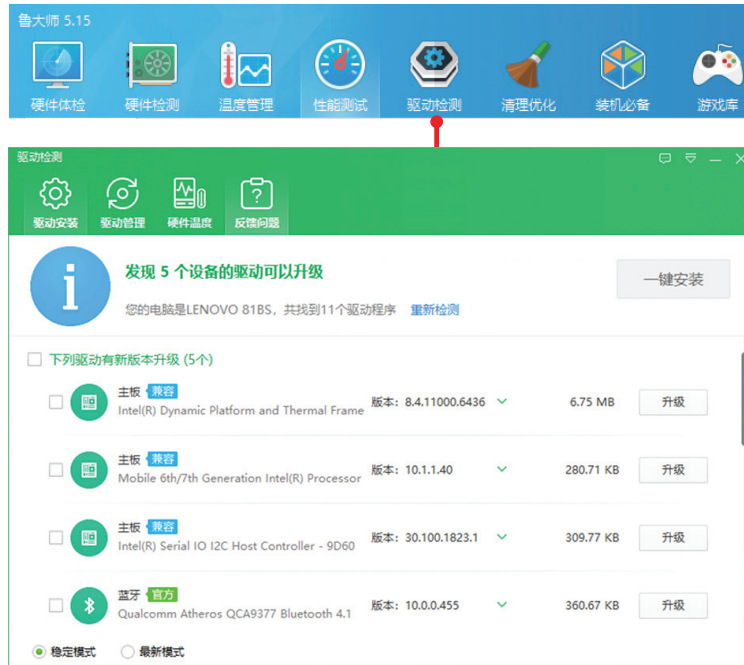 鲁大师 5.15
硬件体检 硬件检测 温度管理 性能测试 驱动检测 清理优化 装机必备 游戏库
驱动检测
驱动安装 驱动管理 硬件温度 反馈问题
发现 5 个设备的驱动可以升级
一键安装
您的电脑是LENOVO 81BS，共找到11个驱动程序 重新检测
下列驱动有新版本升级 (5个)
主板 兼容
Intel(R) Dynamic Platform and Thermal Frame 版本：8.4.11000.6436 6.75 MB 升级
主板 兼容
Mobile 6th/7th Generation Intel(R) Processor 版本：10.1.1.40 280.71 KB 升级
主板 兼容
Intel(R) Serial IO I2C Host Controller - 9D60 版本：30.100.1823.1 309.77 KB 升级
蓝牙 官方
Qualcomm Atheros QCA9377 Bluetooth 4.1 版本：10.0.0.455 360.67 KB 升级
稳定模式 最新模式